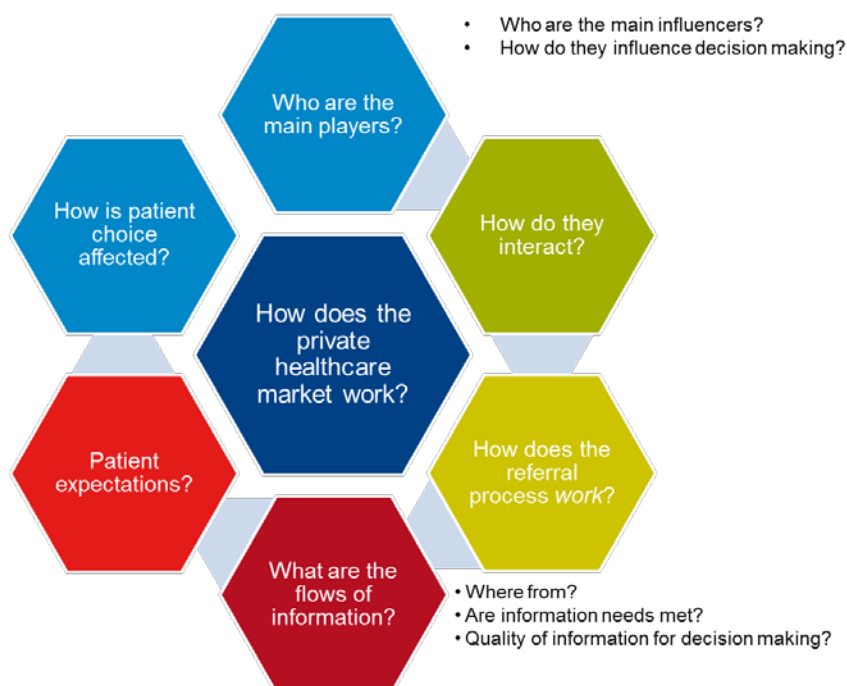 • Who are the main influencers?
• How do they influence decision making?
Who are the
main players?
How do they
interact?
How does the
referral
process work?
• Where from?
• Are information needs met?
• Quality of information for decision making?
What are the
flows of
information?
Patient
expectations?
How is patient
choice
affected?
How does the
private
healthcare
market work?